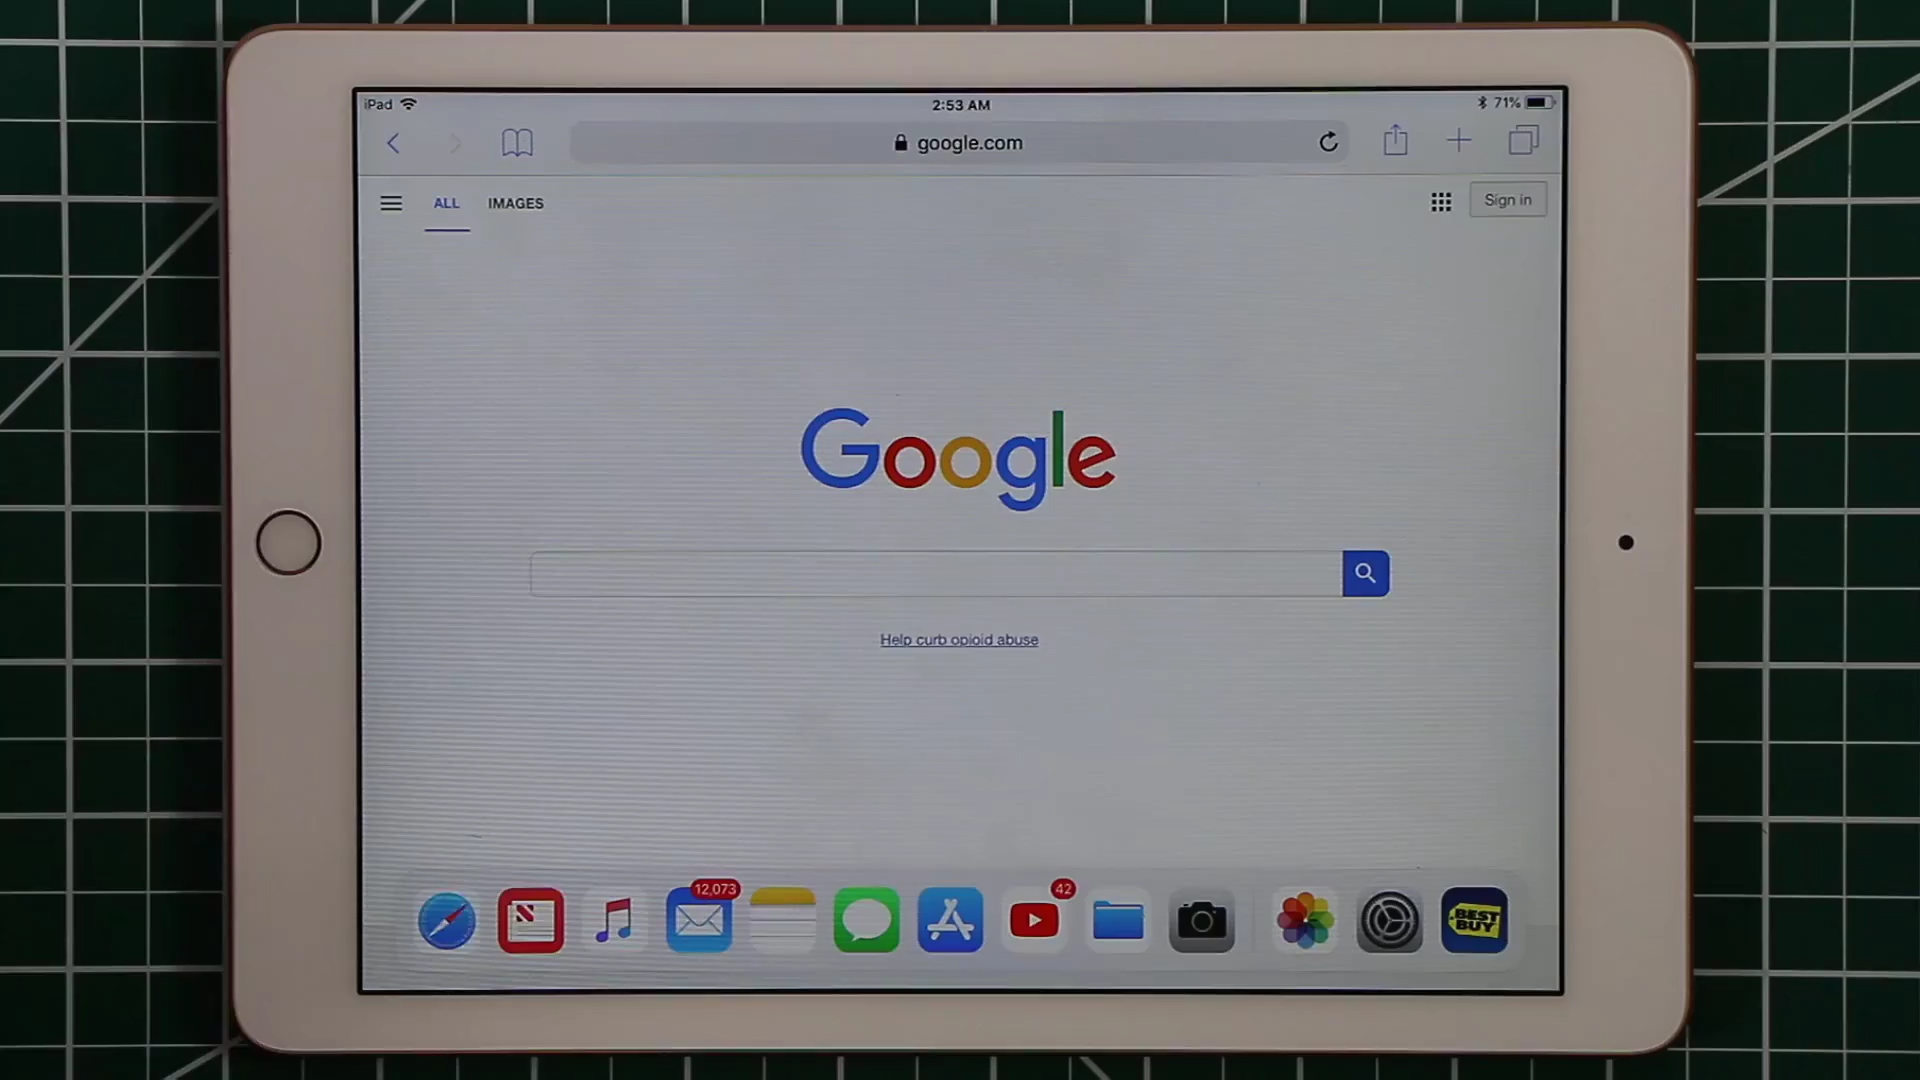 iPad 2:53 AM 71%
google.com
ALL IMAGES Sign in
Google
Help curb opioid abuse
12,073 42
BEST BUY